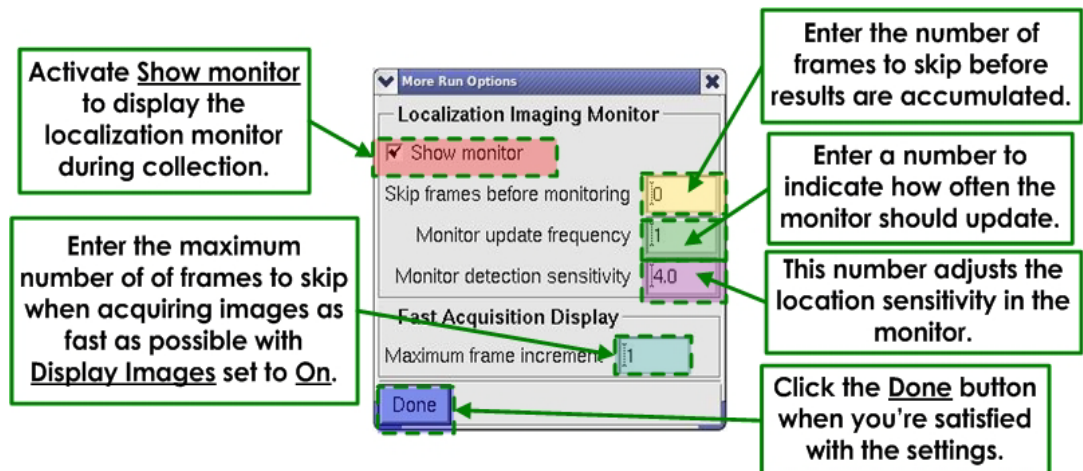 Activate Show monitor
to display the
localization monitor
during collection.
Enter the maximum
number of of frames to skip
when acquiring images as
fast as possible with
Display Images set to On.
More Run Options
Localization Imaging Monitor
Show monitor
Skip frames before monitoring 0
Monitor update frequency 1
Monitor detection sensitivity 4.0
Fast Acquisition Display
Maximum frame increment 1
Done
Enter the number of
frames to skip before
results are accumulated.
Enter a number to
indicate how often the
monitor should update.
This number adjusts the
location sensitivity in the
monitor.
Click the Done button
when you’re satisfied
with the settings.